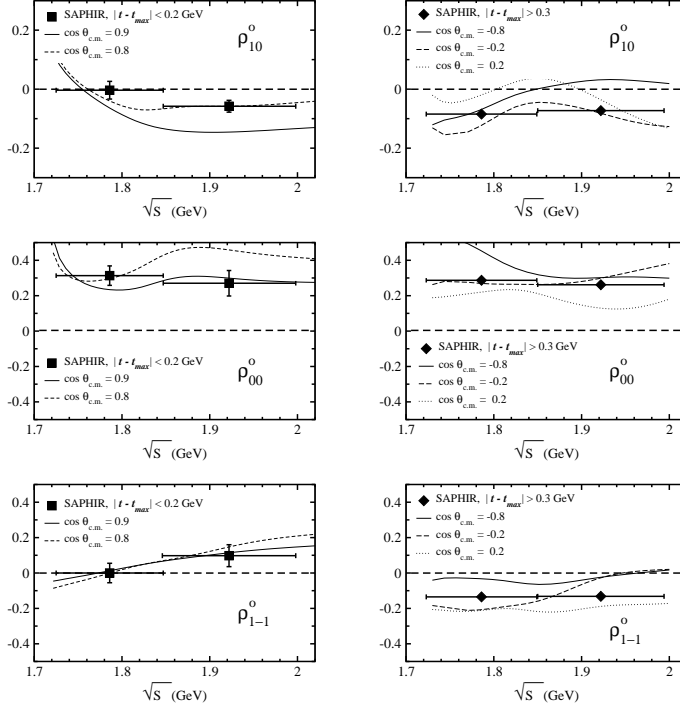 SAPHIR, | t - t_max | < 0.2 GeV
cos θ_c.m. = 0.9
cos θ_c.m. = 0.8
ρ^o_10
0.2
0
-0.2
1.7 1.8 1.9 2
√S (GeV)
SAPHIR, | t - t_max | > 0.3
cos θ_c.m. = -0.8
cos θ_c.m. = -0.2
cos θ_c.m. = 0.2
ρ^o_10
0.2
0
-0.2
1.7 1.8 1.9 2
√S (GeV)
0.4
0.2
0
-0.2
-0.4
SAPHIR, | t - t_max | < 0.2 GeV
cos θ_c.m. = 0.9
cos θ_c.m. = 0.8
ρ^o_00
1.7 1.8 1.9 2
√S (GeV)
0.4
0.2
0
-0.2
-0.4
SAPHIR, | t - t_max | > 0.3 GeV
cos θ_c.m. = -0.8
cos θ_c.m. = -0.2
cos θ_c.m. = 0.2
ρ^o_00
1.7 1.8 1.9 2
√S (GeV)
SAPHIR, | t - t_max | < 0.2 GeV
cos θ_c.m. = 0.9
cos θ_c.m. = 0.8
0.4
0.2
0
-0.2
-0.4
ρ^o_1-1
1.7 1.8 1.9 2
√S (GeV)
SAPHIR, | t - t_max | > 0.3 GeV
cos θ_c.m. = -0.8
cos θ_c.m. = -0.2
cos θ_c.m. = 0.2
0.4
0.2
0
-0.2
-0.4
ρ^o_1-1
1.7 1.8 1.9 2
√S (GeV)